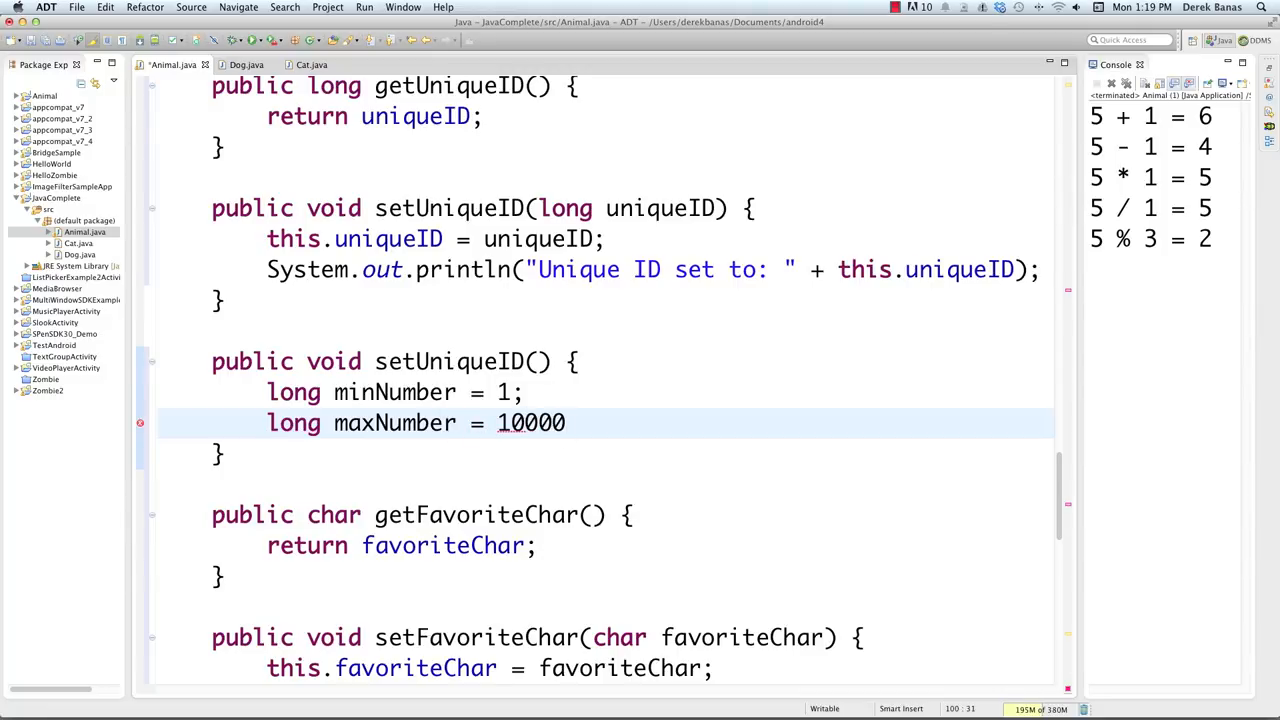 ADT File Edit Refactor Source Navigate Search Project Run Window Help 10 Mon 1:19 PM Derek Banas
Java – JavaComplete/src/Animal.java – ADT – /Users/derekbanas/Documents/android4
Quick Access Java DDMS
Package Exp
*Animal.java Dog.java Cat.java
Console
<terminated> Animal (1) [Java Application] /S
Animal
appcompat_v7
appcompat_v7_2
appcompat_v7_3
appcompat_v7_4
BridgeSample
HelloWorld
HelloZombie
ImageFilterSampleApp
JavaComplete
src
(default package)
Animal.java
Cat.java
Dog.java
JRE System Library [Ja
ListPickerExample2Activi
MediaBrowser
MultiWindowSDKExample
MusicPlayerActivity
SlookActivity
SPenSDK30_Demo
TestAndroid
TextGroupActivity
VideoPlayerActivity
Zombie
Zombie2
public long getUniqueID() {
return uniqueID;
}
public void setUniqueID(long uniqueID) {
this.uniqueID = uniqueID;
System.out.println("Unique ID set to: " + this.uniqueID);
}
public void setUniqueID() {
long minNumber = 1;
long maxNumber = 10000
}
public char getFavoriteChar() {
return favoriteChar;
}
public void setFavoriteChar(char favoriteChar) {
this.favoriteChar = favoriteChar;
5 + 1 = 6
5 - 1 = 4
5 * 1 = 5
5 / 1 = 5
5 % 3 = 2
Writable Smart Insert 100 : 31 195M of 380M